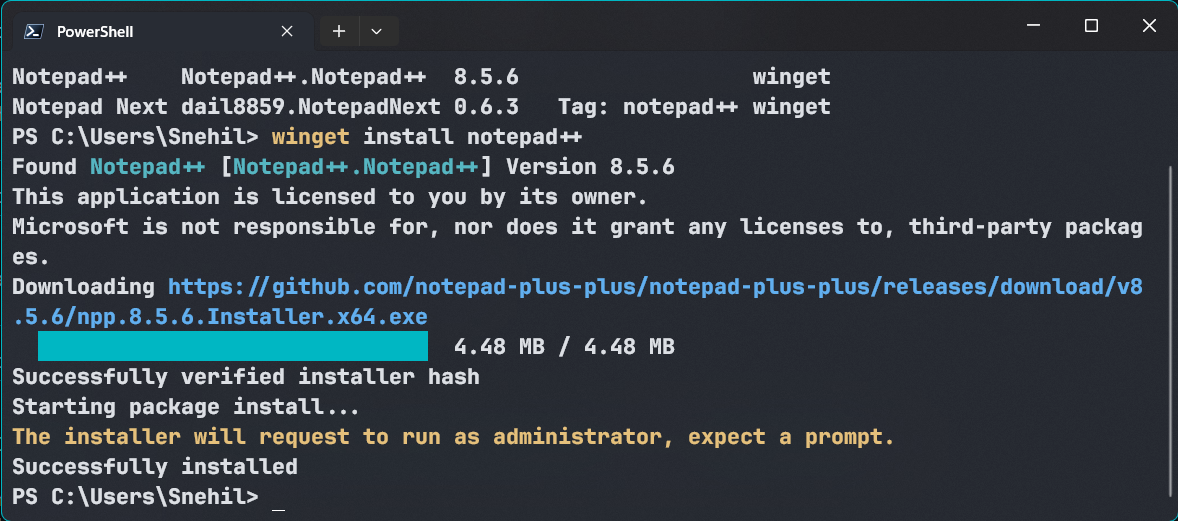 PowerShell
Notepad++    Notepad++.Notepad++  8.5.6                  winget
Notepad Next dail8859.NotepadNext 0.6.3   Tag: notepad++ winget
PS C:\Users\Snehil> winget install notepad++
Found Notepad++ [Notepad++.Notepad++] Version 8.5.6
This application is licensed to you by its owner.
Microsoft is not responsible for, nor does it grant any licenses to, third-party packag
es.
Downloading https://github.com/notepad-plus-plus/notepad-plus-plus/releases/download/v8
.5.6/npp.8.5.6.Installer.x64.exe
4.48 MB / 4.48 MB
Successfully verified installer hash
Starting package install...
The installer will request to run as administrator, expect a prompt.
Successfully installed
PS C:\Users\Snehil> _